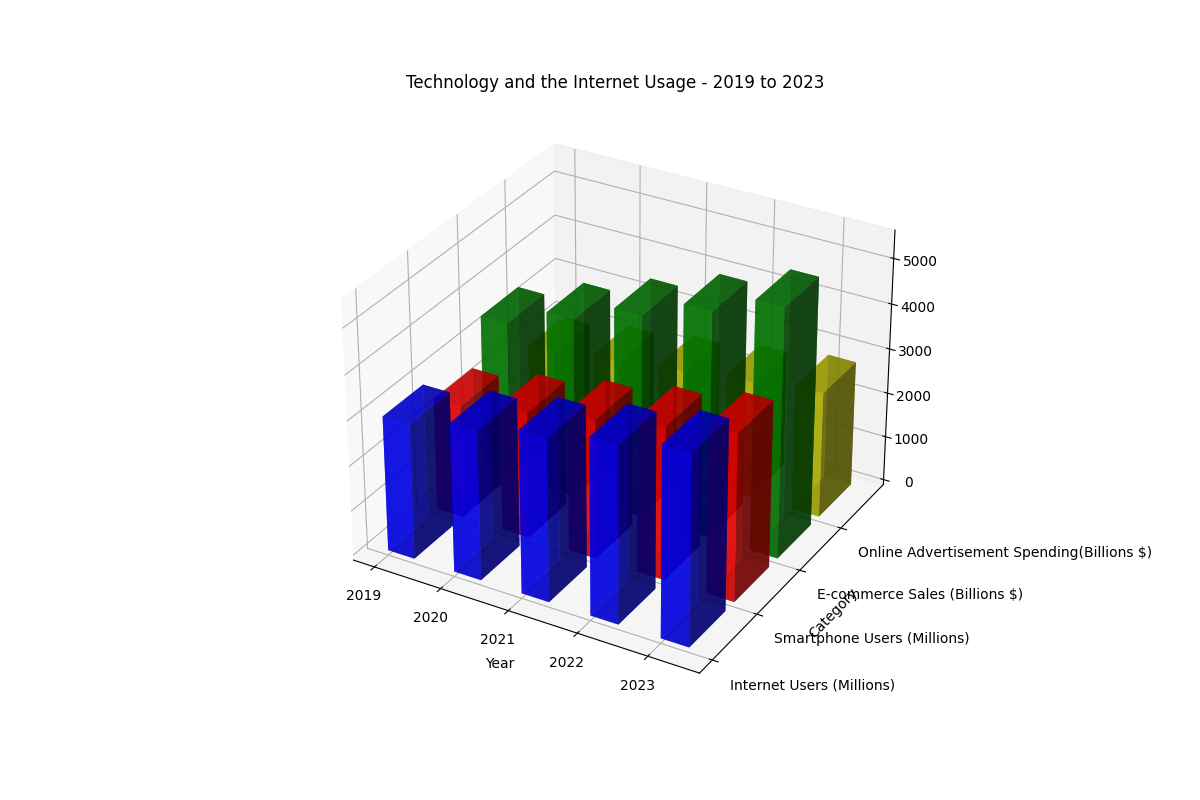 Technology and the Internet Usage - 2019 to 2023
5000
4000
3000
2000
1000
0
Online Advertisement Spending(Billions $)
E-commerce Sales (Billions $)
Smartphone Users (Millions)
Internet Users (Millions)
Category
2019
2020
2021
2022
2023
Year